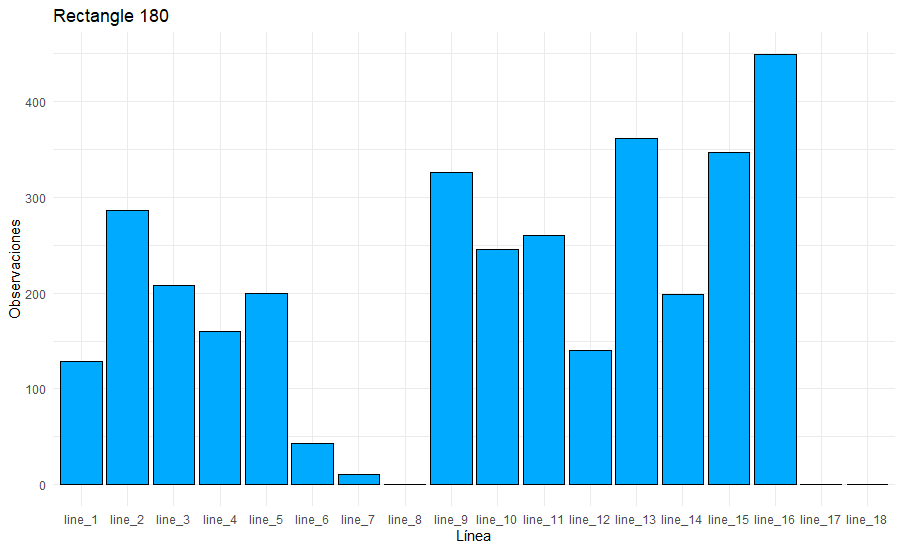 Rectangle 180
Observaciones
400
300
200
100
0
line_1 line_2 line_3 line_4 line_5 line_6 line_7 line_8 line_9 line_10 line_11 line_12 line_13 line_14 line_15 line_16 line_17 line_18
Línea